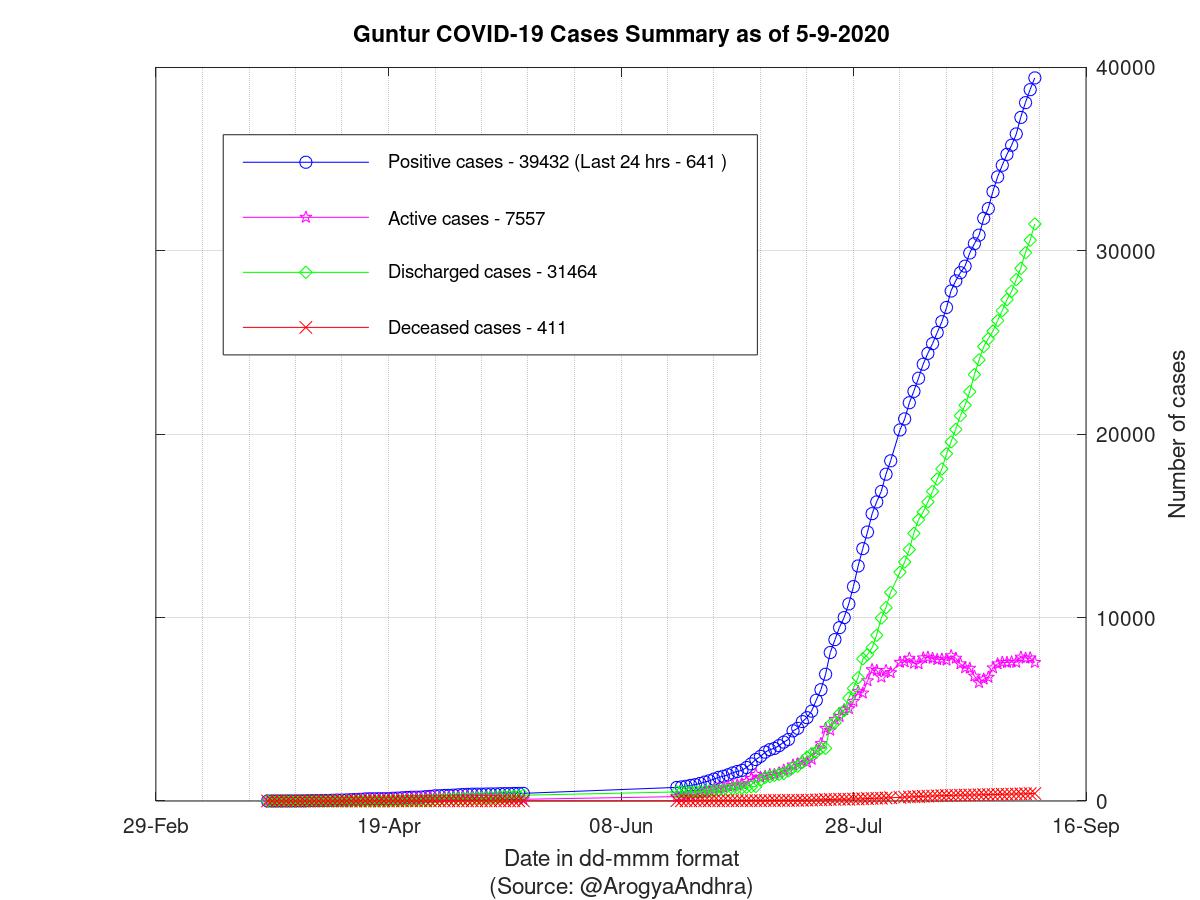 Guntur COVID-19 Cases Summary as of 5-9-2020
Positive cases - 39432 (Last 24 hrs - 641 )
Active cases - 7557
Discharged cases - 31464
Deceased cases - 411
40000
30000
20000
10000
0
Number of cases
29-Feb 19-Apr 08-Jun 28-Jul 16-Sep
Date in dd-mmm format
(Source: @ArogyaAndhra)